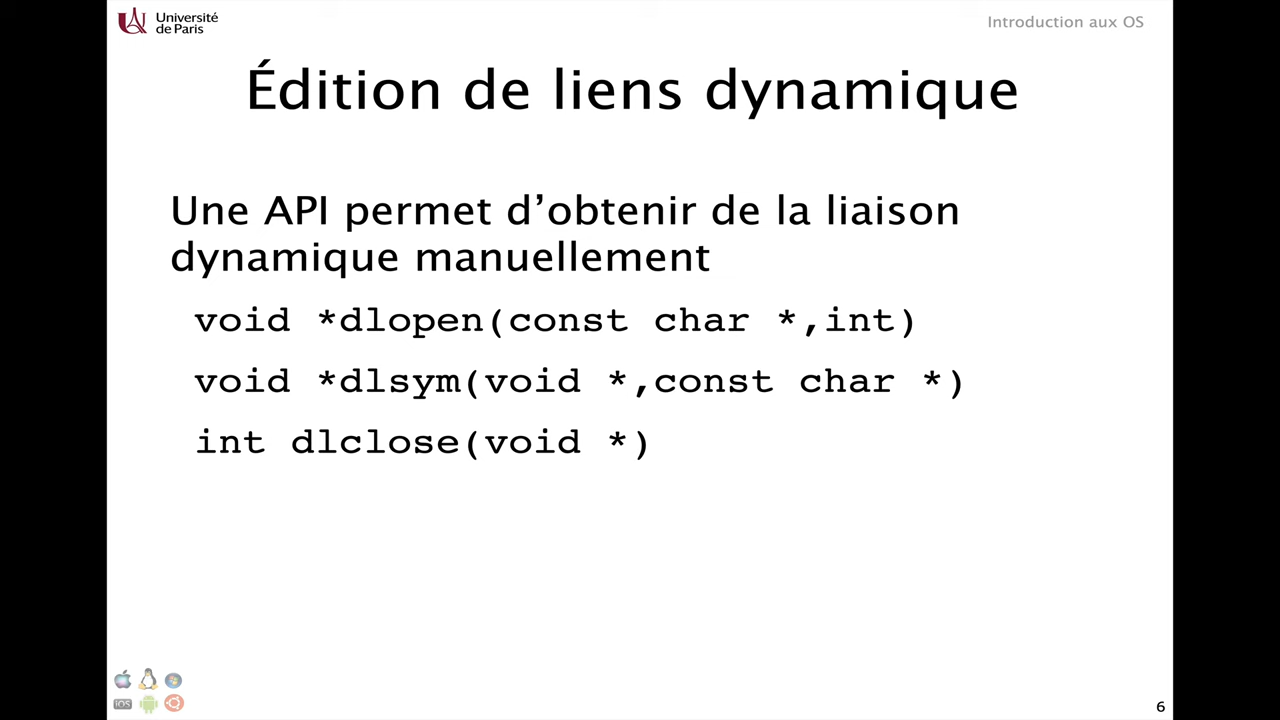 Université
de Paris
Introduction aux OS
Édition de liens dynamique
Une API permet d’obtenir de la liaison
dynamique manuellement
void *dlopen(const char *,int)
void *dlsym(void *,const char *)
int dlclose(void *)
iOS
6